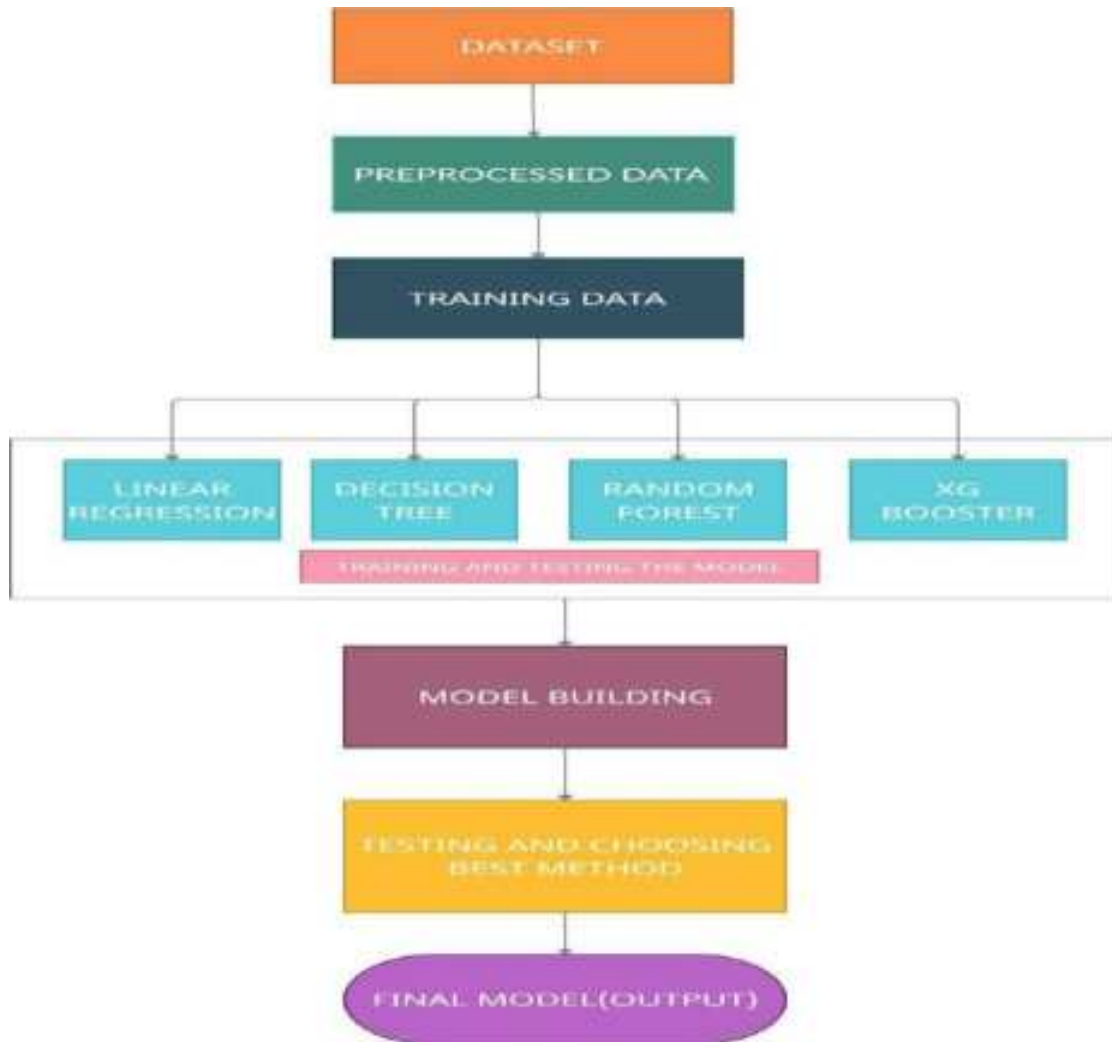 DATASET
PREPROCESSED DATA
TRAINING DATA
LINEAR
REGRESSION
DECISION
TREE
RANDOM
FOREST
XG
BOOSTER
TRAINING AND TESTING THE MODEL
MODEL BUILDING
TESTING AND CHOOSING
BEST METHOD
FINAL MODEL(OUTPUT)